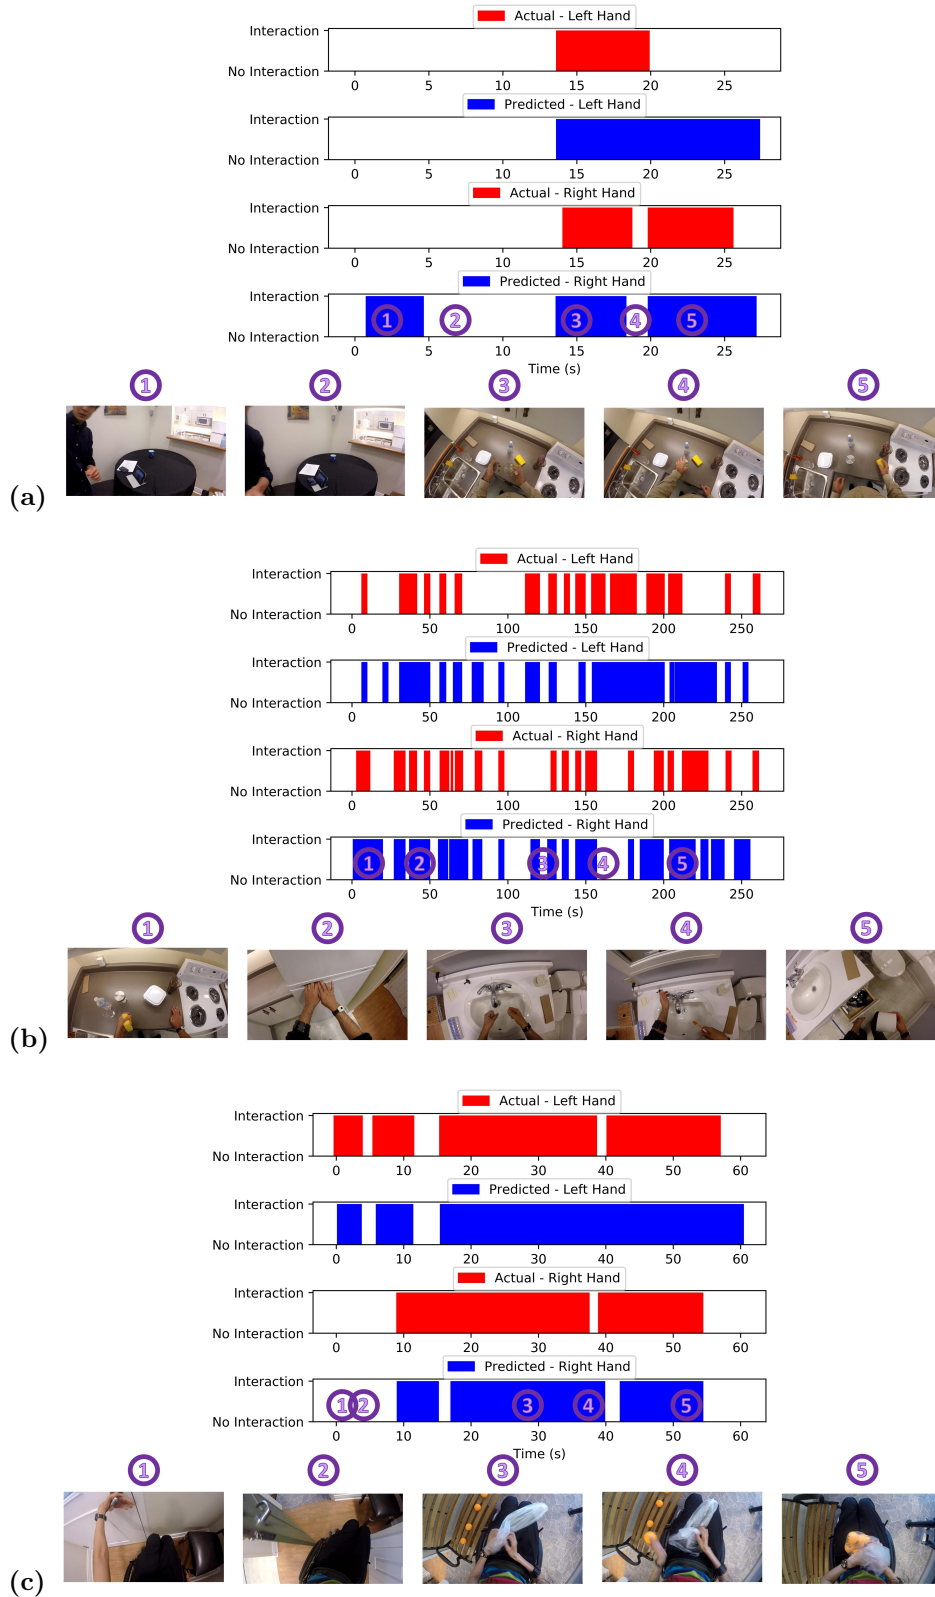 Actual - Left Hand
Interaction
No Interaction
0 5 10 15 20 25
Predicted - Left Hand
Interaction
No Interaction
0 5 10 15 20 25
Actual - Right Hand
Interaction
No Interaction
0 5 10 15 20 25
Predicted - Right Hand
Interaction
1 2 3 4 5
No Interaction
0 5 10 15 20 25
Time (s)
1 2 3 4 5
(a)
Actual - Left Hand
Interaction
No Interaction
0 50 100 150 200 250
Predicted - Left Hand
Interaction
No Interaction
0 50 100 150 200 250
Actual - Right Hand
Interaction
No Interaction
0 50 100 150 200 250
Predicted - Right Hand
Interaction
1 2 3 4 5
No Interaction
0 50 100 150 200 250
Time (s)
1 2 3 4 5
(b)
Actual - Left Hand
Interaction
No Interaction
0 10 20 30 40 50 60
Predicted - Left Hand
Interaction
No Interaction
0 10 20 30 40 50 60
Actual - Right Hand
Interaction
No Interaction
0 10 20 30 40 50 60
Predicted - Right Hand
Interaction
1 2 3 4 5
No Interaction
0 10 20 30 40 50 60
Time (s)
1 2 3 4 5
(c)